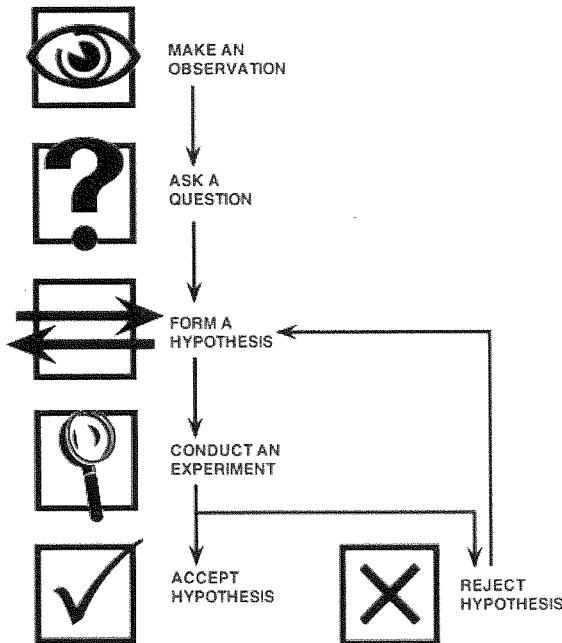 MAKE AN
OBSERVATION
ASK A
QUESTION
FORM A
HYPOTHESIS
CONDUCT AN
EXPERIMENT
ACCEPT
HYPOTHESIS
REJECT
HYPOTHESIS